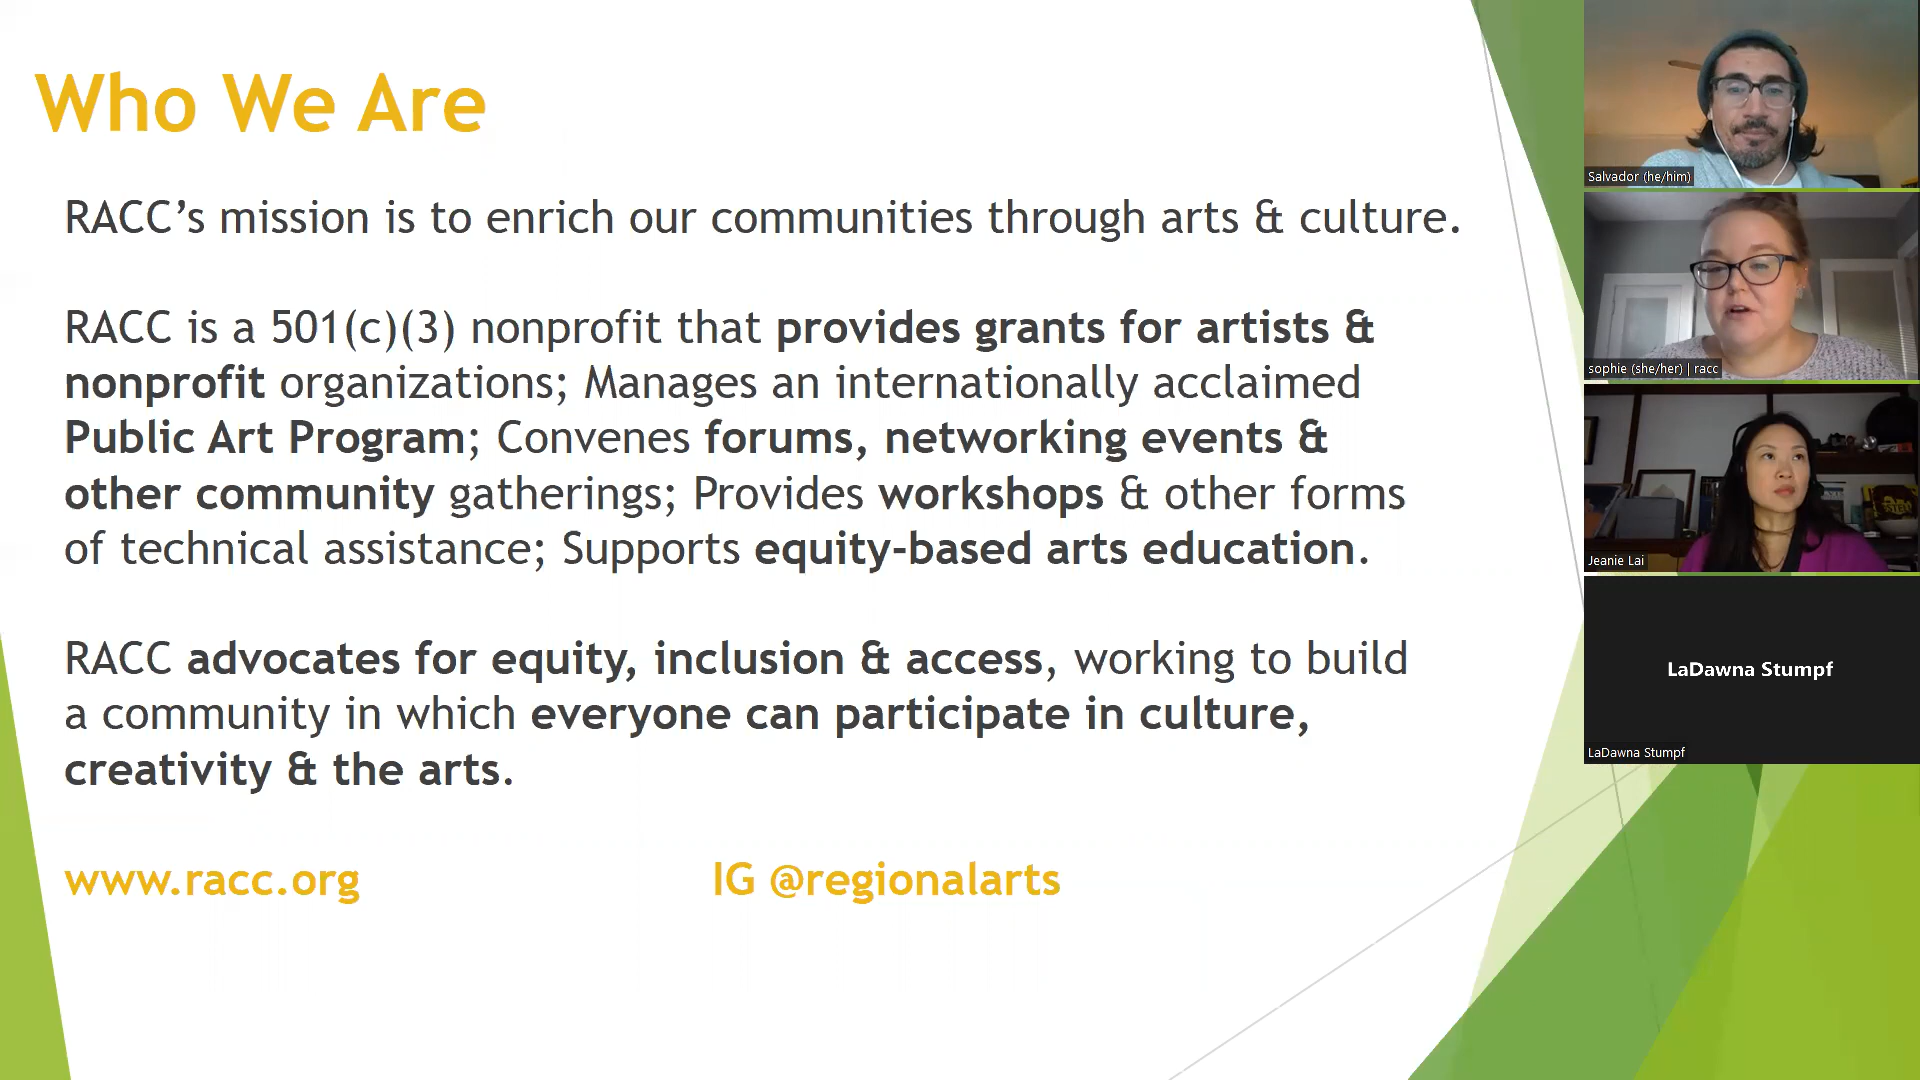 Who We Are
RACC’s mission is to enrich our communities through arts & culture.
RACC is a 501(c)(3) nonprofit that provides grants for artists &
nonprofit organizations; Manages an internationally acclaimed
Public Art Program; Convenes forums, networking events &
other community gatherings; Provides workshops & other forms
of technical assistance; Supports equity-based arts education.
RACC advocates for equity, inclusion & access, working to build
a community in which everyone can participate in culture,
creativity & the arts.
www.racc.org IG @regionalarts
Salvador (he/him)
sophie (she/her) | racc
Jeanie Lai
LaDawna Stumpf
LaDawna Stumpf